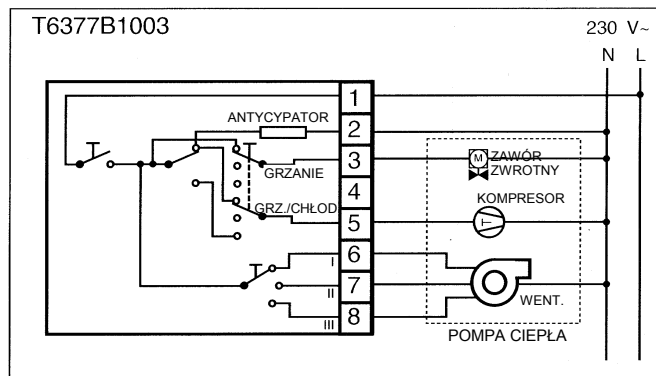 T6377B1003
230 V~
N L
1
ANTYCYPATOR
2
3
GRZANIE
M
ZAWÓR
ZWROTNY
4
GRZ./CHŁOD
5
KOMPRESOR
T
I
6
II
7
WENT.
III
8
POMPA CIEPŁA